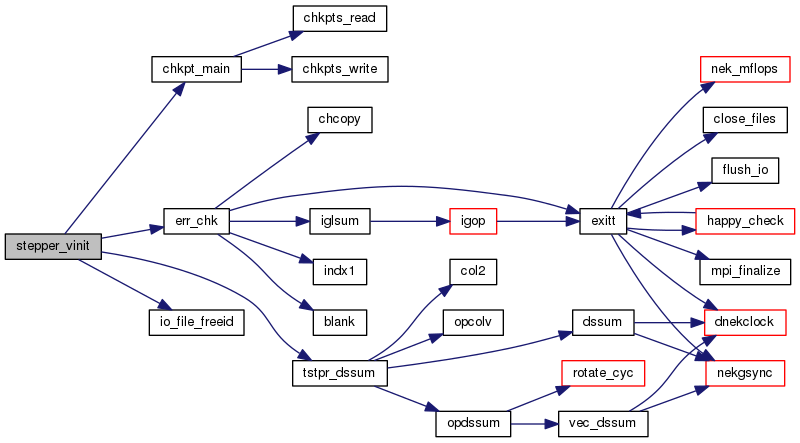 chkpts_read
chkpt_main
chkpts_write
nek_mflops
chcopy
close_files
flush_io
err_chk
iglsum
igop
exitt
happy_check
stepper_vinit
indx1
col2
mpi_finalize
io_file_freeid
blank
opcolv
dssum
dnekclock
tstpr_dssum
rotate_cyc
nekgsync
opdssum
vec_dssum